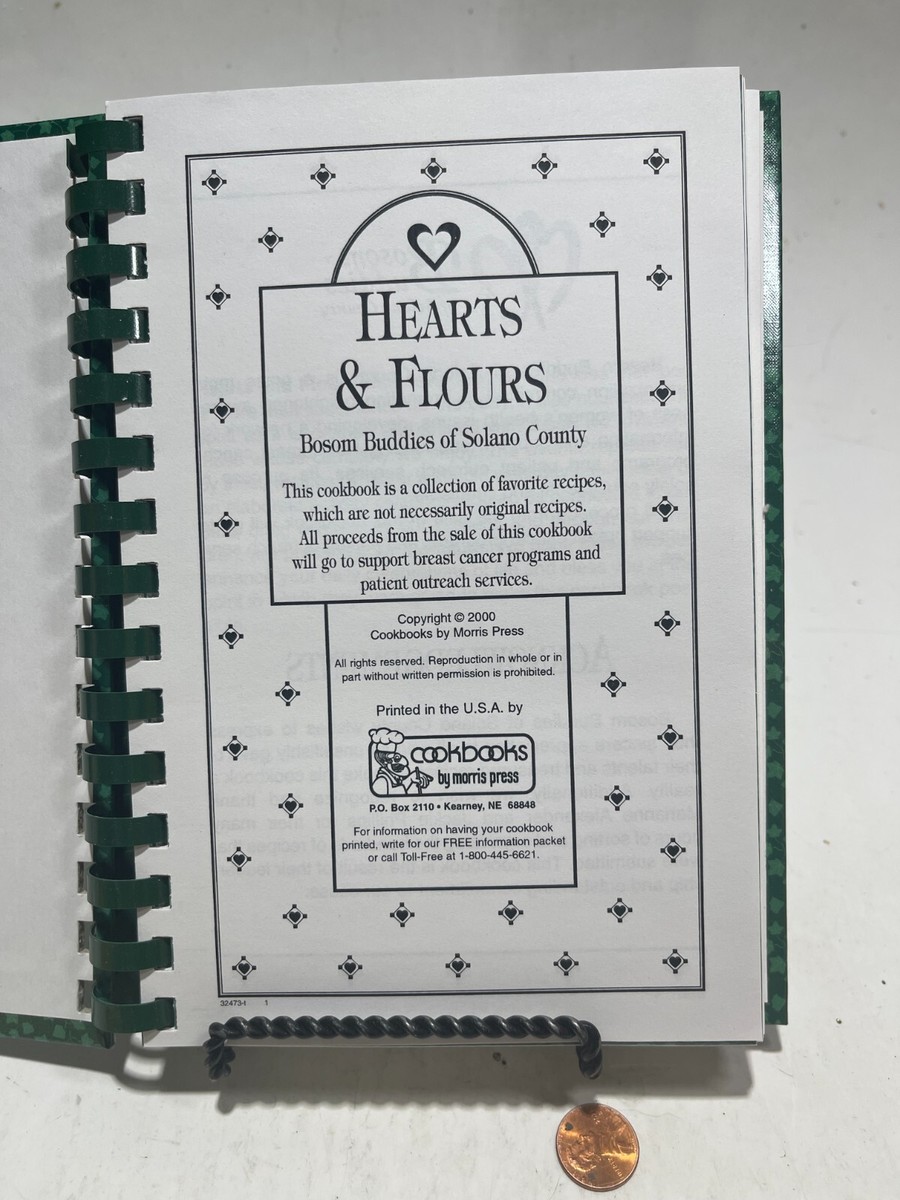 HEARTS
& FLOURS
Bosom Buddies of Solano County
This cookbook is a collection of favorite recipes,
which are not necessarily original recipes.
All proceeds from the sale of this cookbook
will go to support breast cancer programs and
patient outreach services.
Copyright © 2000
Cookbooks by Morris Press
All rights reserved. Reproduction in whole or in
part without written permission is prohibited.
Printed in the U.S.A. by
cookbooks
by morris press
P.O. Box 2110 • Kearney, NE 68848
For information on having your cookbook
printed, write for our FREE information packet
or call Toll-Free at 1-800-445-6621.
32473-t 1